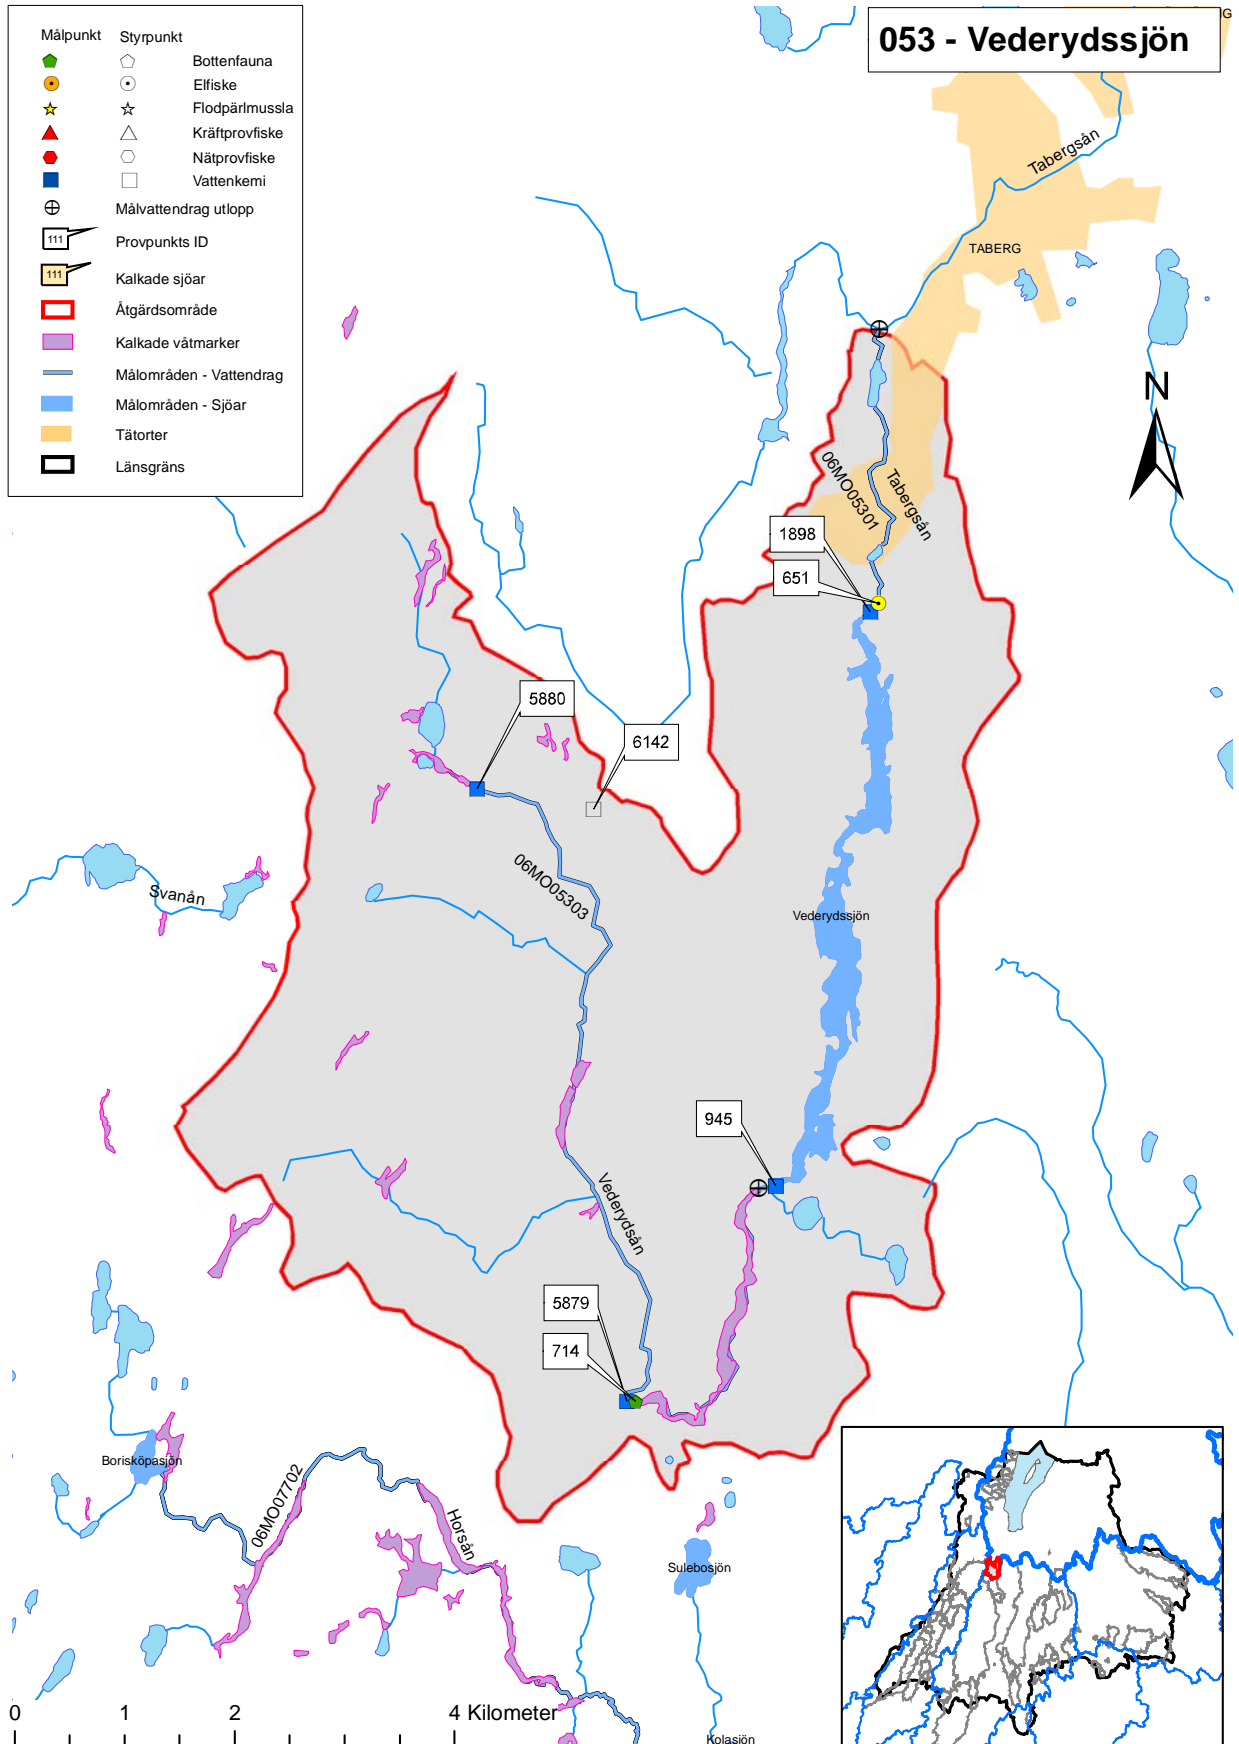 053 - Vederydssjön
Målpunkt Styrpunkt
Bottenfauna
Elfiske
Flodpärlmussla
Kräftprovfiske
Nätprovfiske
Vattenkemi
Målvattendrag utlopp
111 Provpunkts ID
111 Kalkade sjöar
Åtgärdsområde
Kalkade våtmarker
Målområden - Vattendrag
Målområden - Sjöar
Tätorter
Länsgräns
Tabergsån
TABERG
N
06MO05301
Tabergsån
1898
651
5880
6142
06MO05303
Svanån
Vederydssjön
945
Vederydsån
5879
714
Borisköpasjön
06MO07702
Horsån
Sulebosjön
0 1 2 4 Kilometer
Kolasjön